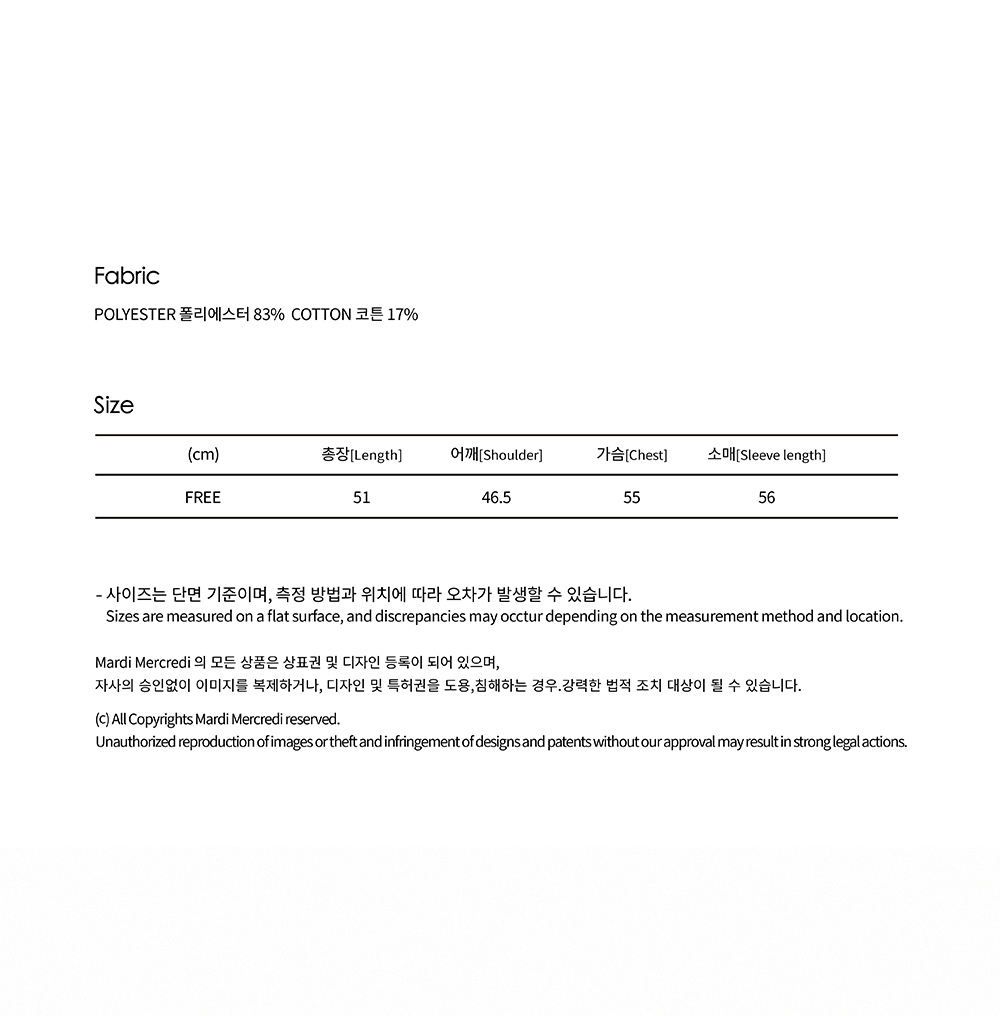 Fabric
POLYESTER 폴리에스터 83% COTTON 코튼 17%
Size
(cm) 총장[Length] 어깨[Shoulder] 가슴[Chest] 소매[Sleeve length]
FREE 51 46.5 55 56
- 사이즈는 단면 기준이며, 측정 방법과 위치에 따라 오차가 발생할 수 있습니다.
Sizes are measured on a flat surface, and discrepancies may occtur depending on the measurement method and location.
Mardi Mercredi 의 모든 상품은 상표권 및 디자인 등록이 되어 있으며,
자사의 승인없이 이미지를 복제하거나, 디자인 및 특허권을 도용,침해하는 경우.강력한 법적 조치 대상이 될 수 있습니다.
(c) All Copyrights Mardi Mercredi reserved.
Unauthorized reproduction of images or theft and infringement of designs and patents without our approval may result in strong legal actions.